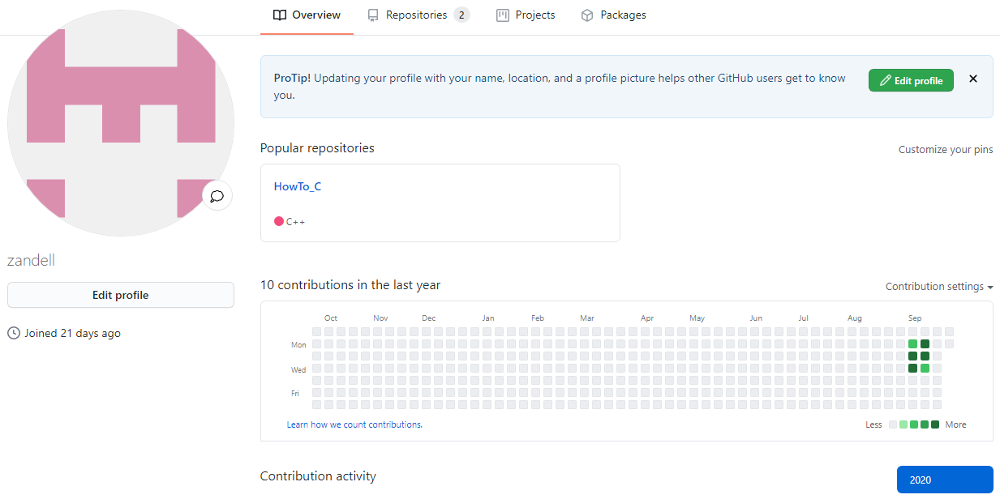 Overview Repositories 2 Projects Packages
ProTip! Updating your profile with your name, location, and a profile picture helps other GitHub users get to know
you.
Edit profile
Popular repositories
Customize your pins
HowTo_C
C++
zandell
Edit profile
Joined 21 days ago
10 contributions in the last year
Contribution settings
Oct Nov Dec Jan Feb Mar Apr May Jun Jul Aug Sep
Mon
Wed
Fri
Learn how we count contributions.
Less More
Contribution activity
2020